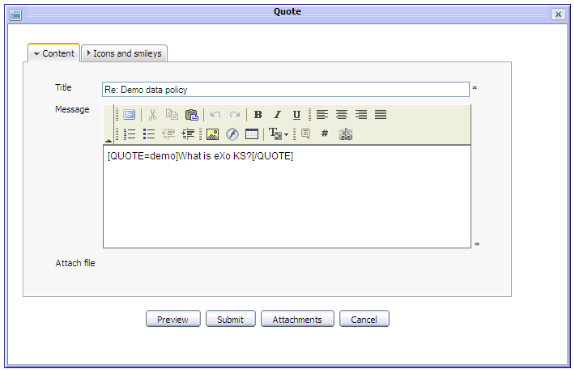 Quote
Content Icons and smileys
Title Re: Demo data policy *
Message
B I U
T
#
[QUOTE=demo]What is eXo KS?[/QUOTE]
*
Attach file
Preview Submit Attachments Cancel